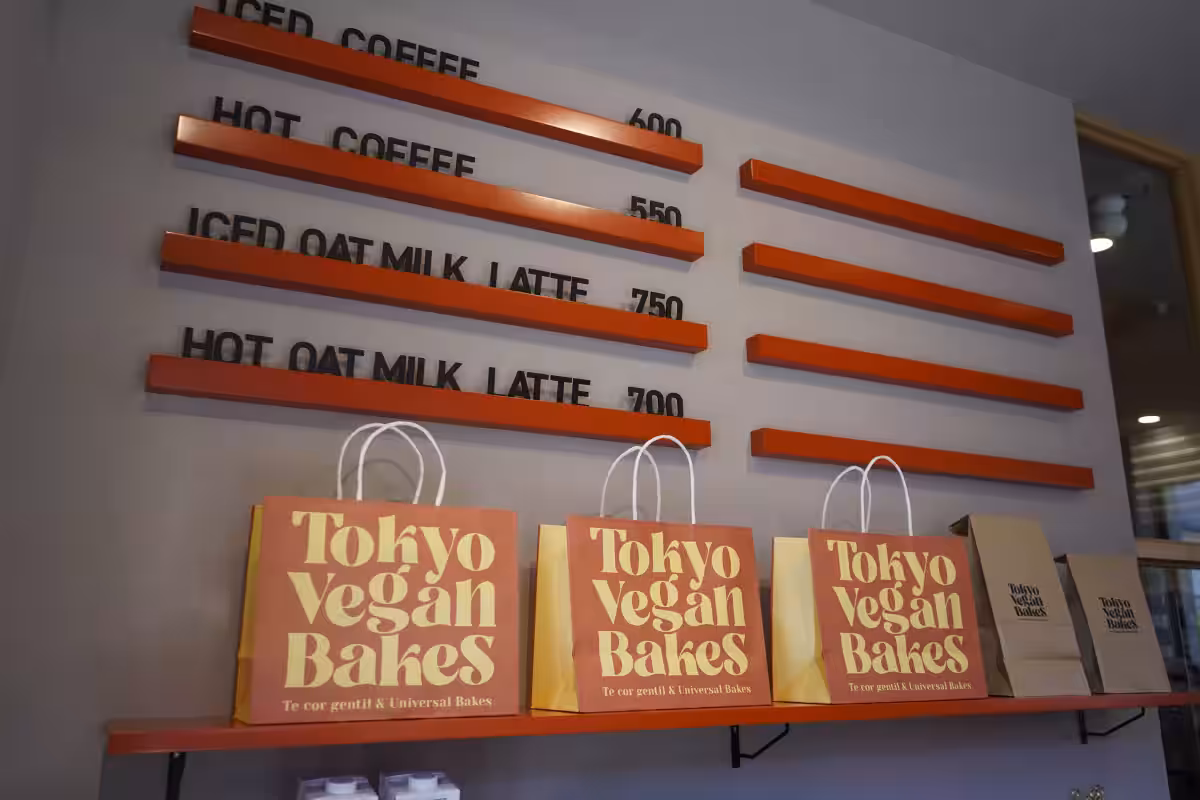 ICED COFFEE 600
HOT COFFEE 550
ICED OAT MILK LATTE 750
HOT OAT MILK LATTE 700
Tokyo
Vegan
Bakes
Te cor gentil & Universal Bakes
Tokyo
Vegan
Bakes
Te cor gentil & Universal Bakes
Tokyo
Vegan
Bakes
Te cor gentil & Universal Bakes
Tokyo
Vegan
Bakes
Tokyo
Vegan
Bakes